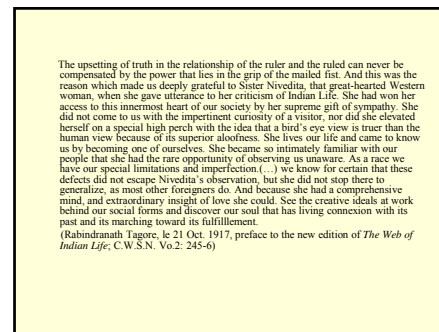 The upsetting of truth in the relationship of the ruler and the ruled can never be
compensated by the power that lies in the grip of the mailed fist. And this was the
reason which made us deeply grateful to Sister Nivedita, that great-hearted Western
woman, when she gave utterance to her criticism of Indian Life. She had won her
access to this innermost heart of our society by her supreme gift of sympathy. She
did not come to us with the impertinent curiosity of a visitor, nor did she elevated
herself on a special high perch with the idea that a bird's eye view is truer than the
human view because of its superior aloofness. She lives our life and came to know
us by becoming one of ourselves. She became so intimately familiar with our
people that she had the rare opportunity of observing us unaware. As a race we
have our special limitations and imperfection.(…) we know for certain that these
defects did not escape Nivedita's observation, but she did not stop there to
generalize, as most other foreigners do. And because she had a comprehensive
mind, and extraordinary insight of love she could. See the creative ideals at work
behind our social forms and discover our soul that has living connexion with its
past and its marching toward its fulfilllement.
(Rabindranath Tagore, le 21 Oct. 1917, preface to the new edition of The Web of
Indian Life; C.W.S.N. Vo.2: 245-6)